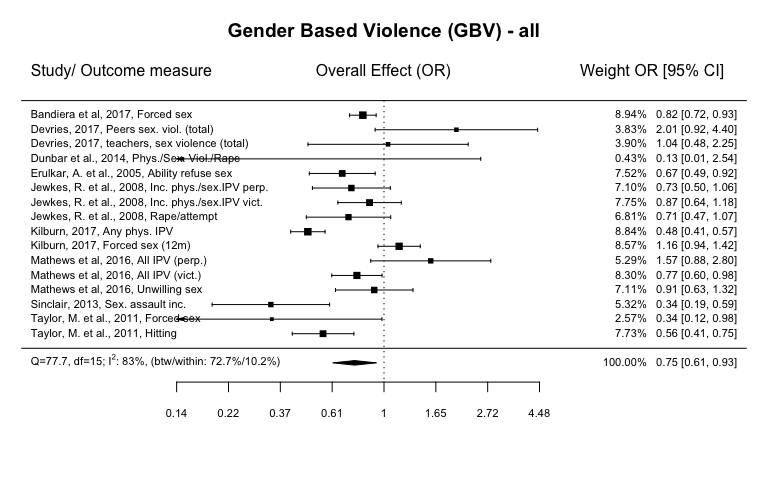 Gender Based Violence (GBV) - all
Study/ Outcome measure Overall Effect (OR) Weight OR [95% CI]
Bandiera et al, 2017, Forced sex 8.94% 0.82 [0.72, 0.93]
Devries, 2017, Peers sex. viol. (total) 3.83% 2.01 [0.92, 4.40]
Devries, 2017, teachers, sex violence (total) 3.90% 1.04 [0.48, 2.25]
Dunbar et al., 2014, Phys./Sex Viol./Rape 0.43% 0.13 [0.01, 2.54]
Erulkar, A. et al., 2005, Ability refuse sex 7.52% 0.67 [0.49, 0.92]
Jewkes, R. et al., 2008, Inc. phys./sex.IPV perp. 7.10% 0.73 [0.50, 1.06]
Jewkes, R. et al., 2008, Inc. phys./sex.IPV vict. 7.75% 0.87 [0.64, 1.18]
Jewkes, R. et al., 2008, Rape/attempt 6.81% 0.71 [0.47, 1.07]
Kilburn, 2017, Any phys. IPV 8.84% 0.48 [0.41, 0.57]
Kilburn, 2017, Forced sex (12m) 8.57% 1.16 [0.94, 1.42]
Mathews et al, 2016, All IPV (perp.) 5.29% 1.57 [0.88, 2.80]
Mathews et al, 2016, All IPV (vict.) 8.30% 0.77 [0.60, 0.98]
Mathews et al, 2016, Unwilling sex 7.11% 0.91 [0.63, 1.32]
Sinclair, 2013, Sex. assault inc. 5.32% 0.34 [0.19, 0.59]
Taylor, M. et al., 2011, Forced sex 2.57% 0.34 [0.12, 0.98]
Taylor, M. et al., 2011, Hitting 7.73% 0.56 [0.41, 0.75]
Q=77.7, df=15; I²: 83%, (btw/within: 72.7%/10.2%) 100.00% 0.75 [0.61, 0.93]
0.14 0.22 0.37 0.61 1 1.65 2.72 4.48